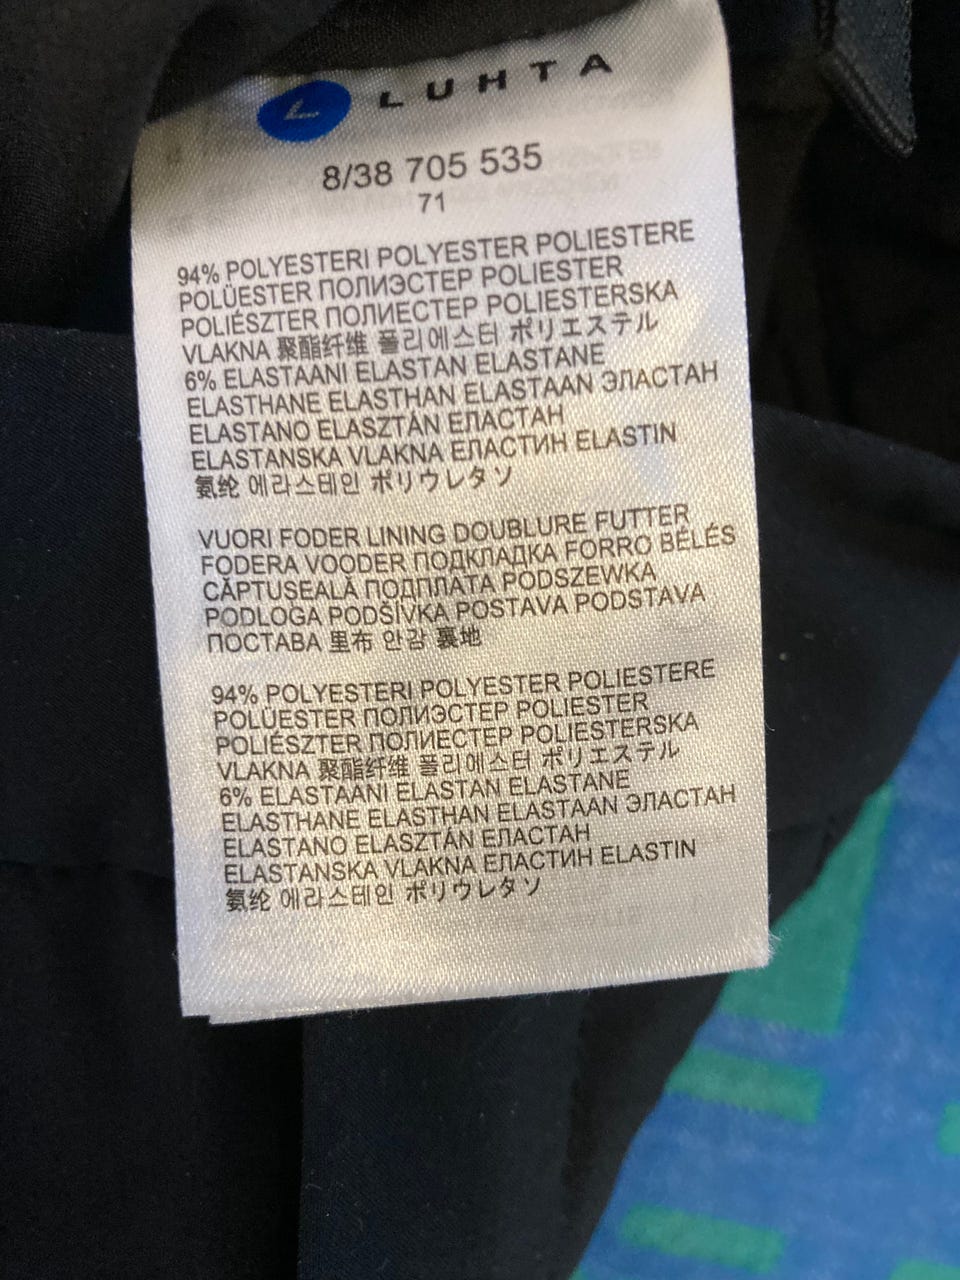 L LUHTA
8/38 705 535
71
94% POLYESTERI POLYESTER POLIESTERE
POLÜESTER ПОЛИЭСТЕР POLIESTER
POLIÉSZTER ПОЛИЕСТЕР POLIESTERSKA
VLAKNA 聚酯纤维 폴리에스터 ポリエステル
6% ELASTAANI ELASTAN ELASTANE
ELASTHANE ELASTHAN ELASTAAN ЭЛАСТАН
ELASTANO ELASZTÁN ЕЛАСТАН
ELASTANSKA VLAKNA ЕЛАСТИН ELASTIN
氨纶 에라스테인 ポリウレタソ
VUORI FODER LINING DOUBLURE FUTTER
FODERA VOODER ПОДКЛАДКА FORRO BÉLÉS
CĂPTUSEALĂ ПОДПЛАТА PODSZEWKA
PODLOGA PODŠÍVKA POSTAVA PODSTAVA
ПОСТАВА 里布 안감 裏地
94% POLYESTERI POLYESTER POLIESTERE
POLÜESTER ПОЛИЭСТЕР POLIESTER
POLIÉSZTER ПОЛИЕСТЕР POLIESTERSKA
VLAKNA 聚酯纤维 폴리에스터 ポリエステル
6% ELASTAANI ELASTAN ELASTANE
ELASTHANE ELASTHAN ELASTAAN ЭЛАСТАН
ELASTANO ELASZTÁN ЕЛАСТАН
ELASTANSKA VLAKNA ЕЛАСТИН ELASTIN
氨纶 에라스테인 ポリウレタソ